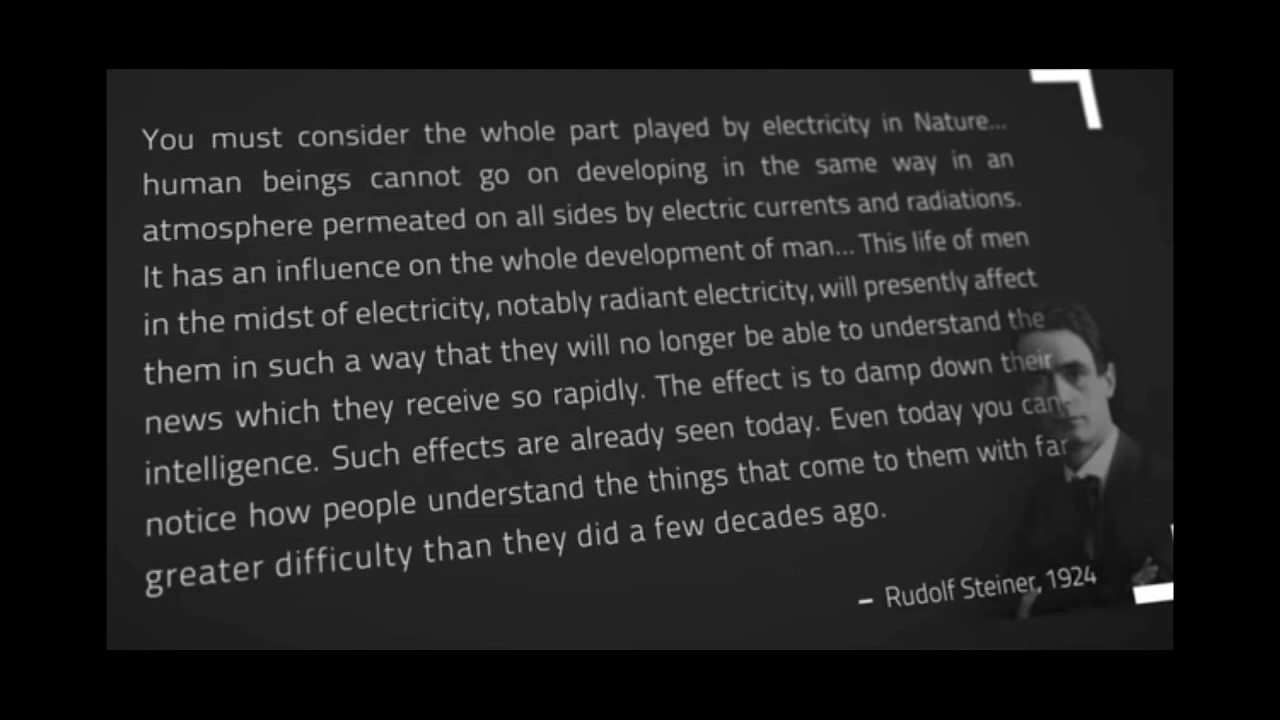 You must consider the whole part played by electricity in Nature...
human beings cannot go on developing in the same way in an
atmosphere permeated on all sides by electric currents and radiations.
It has an influence on the whole development of man... This life of men
in the midst of electricity, notably radiant electricity, will presently affect
them in such a way that they will no longer be able to understand the
news which they receive so rapidly. The effect is to damp down their
intelligence. Such effects are already seen today. Even today you can
notice how people understand the things that come to them with far
greater difficulty than they did a few decades ago.
– Rudolf Steiner, 1924